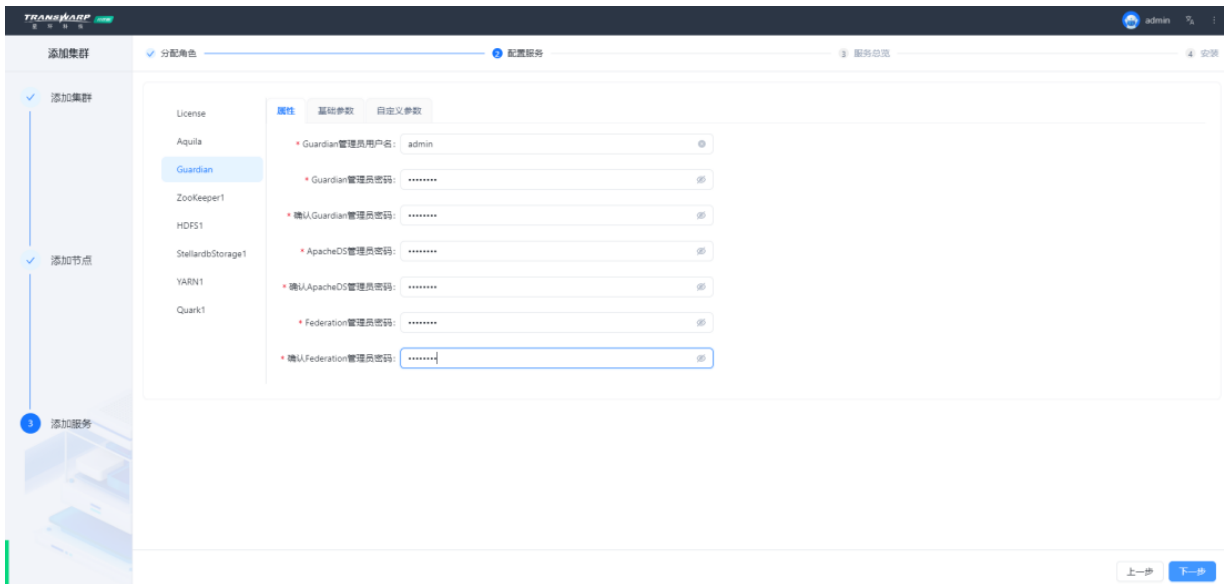 TRANSWARP
星 环 科 技
admin
添加集群
分配角色
2 配置服务
3 服务总览
4 安装
添加集群
添加节点
3 添加服务
License
Aquila
Guardian
ZooKeeper1
HDFS1
StellardbStorage1
YARN1
Quark1
属性 基础参数 自定义参数
* Guardian管理员用户名: admin
* Guardian管理员密码: ••••••••
* 确认Guardian管理员密码: ••••••••
* ApacheDS管理员密码: ••••••••
* 确认ApacheDS管理员密码: ••••••••
* Federation管理员密码: ••••••••
* 确认Federation管理员密码: ••••••••
上一步 下一步